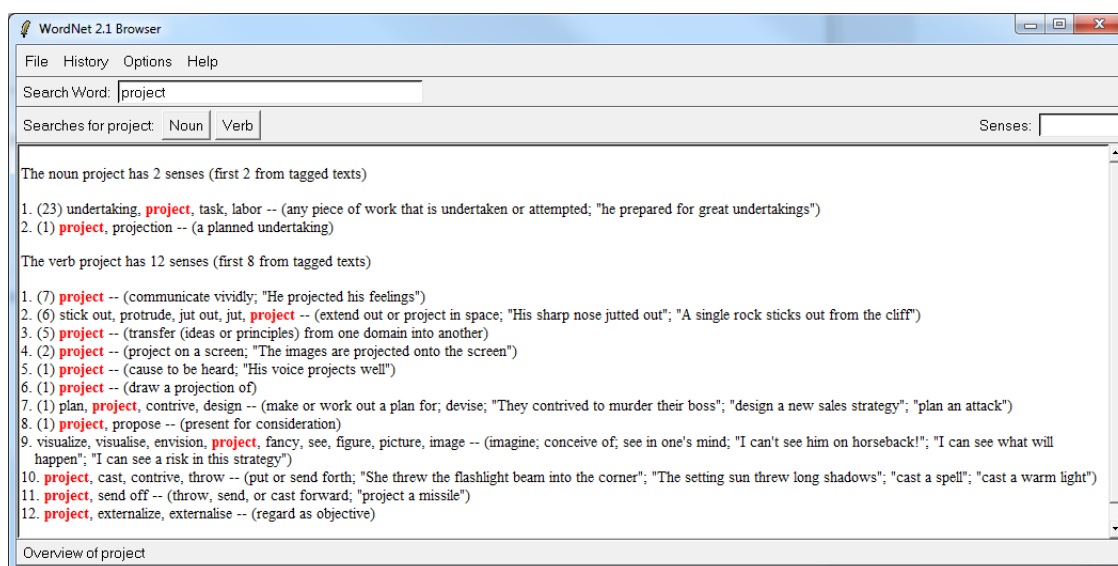 WordNet 2.1 Browser
File History Options Help
Search Word: project
Searches for project: Noun Verb Senses:
The noun project has 2 senses (first 2 from tagged texts)
1. (23) undertaking, project, task, labor -- (any piece of work that is undertaken or attempted; "he prepared for great undertakings")
2. (1) project, projection -- (a planned undertaking)
The verb project has 12 senses (first 8 from tagged texts)
1. (7) project -- (communicate vividly; "He projected his feelings")
2. (6) stick out, protrude, jut out, jut, project -- (extend out or project in space; "His sharp nose jutted out"; "A single rock sticks out from the cliff")
3. (5) project -- (transfer (ideas or principles) from one domain into another)
4. (2) project -- (project on a screen; "The images are projected onto the screen")
5. (1) project -- (cause to be heard; "His voice projects well")
6. (1) project -- (draw a projection of)
7. (1) plan, project, contrive, design -- (make or work out a plan for; devise; "They contrived to murder their boss"; "design a new sales strategy"; "plan an attack")
8. (1) project, propose -- (present for consideration)
9. visualize, visualise, envision, project, fancy, see, figure, picture, image -- (imagine; conceive of; see in one's mind; "I can't see him on horseback!"; "I can see what will
happen"; "I can see a risk in this strategy")
10. project, cast, contrive, throw -- (put or send forth; "She threw the flashlight beam into the corner"; "The setting sun threw long shadows"; "cast a spell"; "cast a warm light")
11. project, send off -- (throw, send, or cast forward; "project a missile")
12. project, externalize, externalise -- (regard as objective)
Overview of project